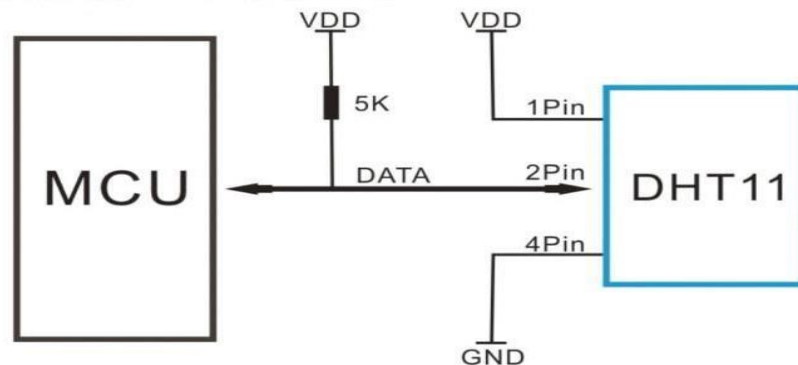 VDD
VDD
5K
1Pin
MCU
DATA
2Pin
DHT11
4Pin
GND